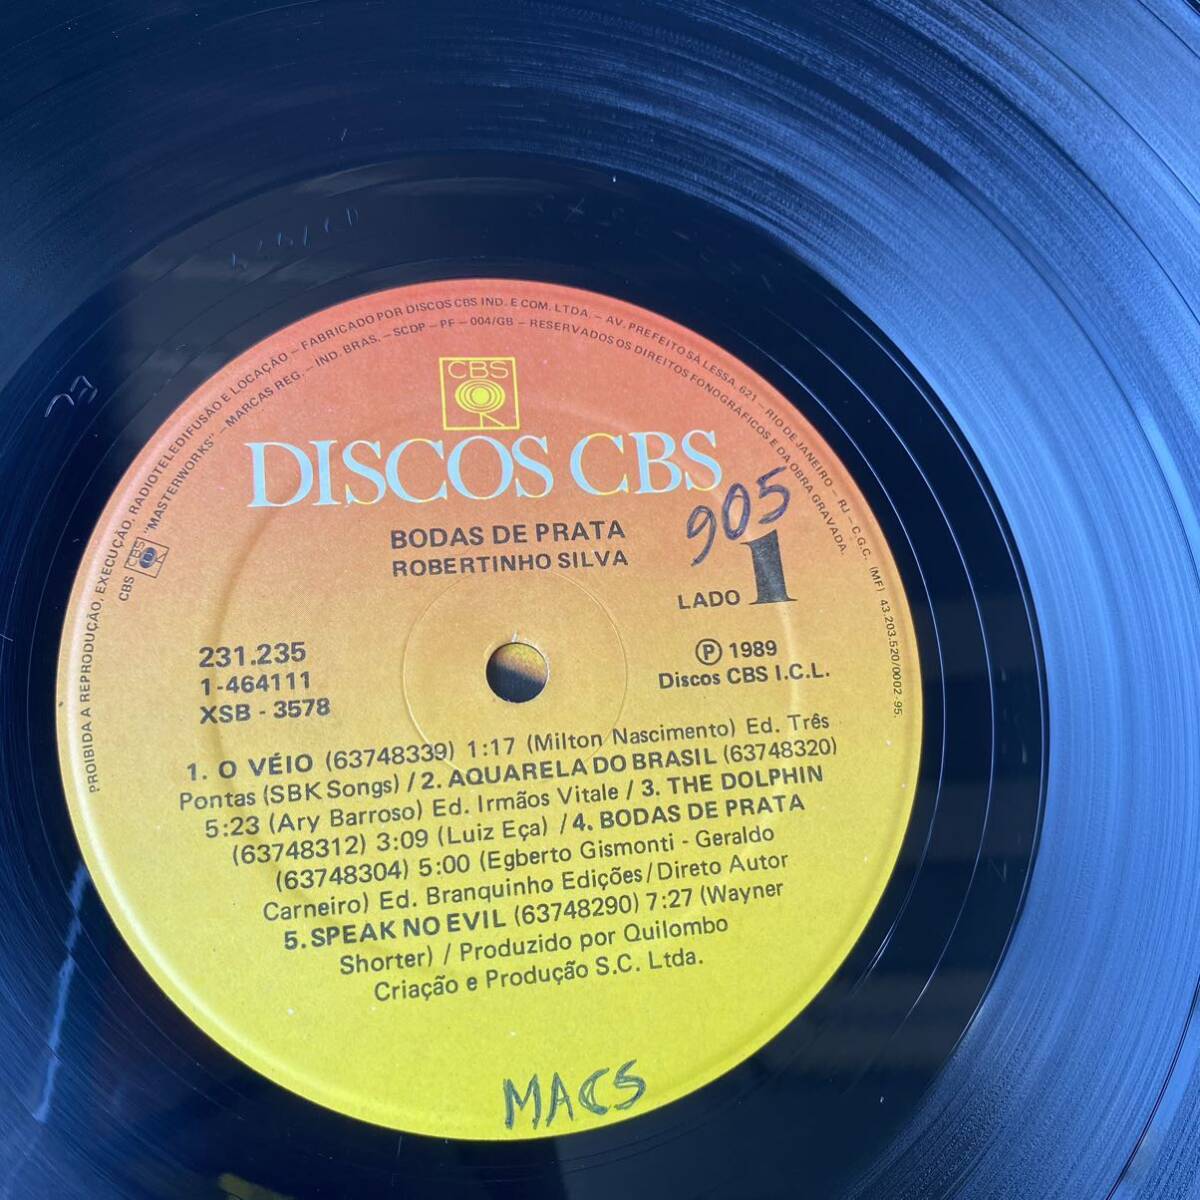 PROIBIDA A REPRODUÇÃO, EXECUÇÃO, RADIOTELEDIFUSÃO E LOCAÇÃO – FABRICADO POR DISCOS CBS IND. E COM. LTDA. – AV. PREFEITO SÁ LESSA, 621 – RIO DE JANEIRO – RJ – C.G.C. (MF) 43.203.520/0002-95.
CBS CBS "MASTERWORKS" – MARCAS REG. – IND. BRAS. – SCDP – PF – 004/GB – RESERVADOS OS DIREITOS FONOGRÁFICOS E DA OBRA GRAVADA.
CBS
DISCOS CBS
BODAS DE PRATA
ROBERTINHO SILVA
905
LADO 1
231.235
1-464111
XSB - 3578
Ⓟ 1989
Discos CBS I.C.L.
1. O VÉIO (63748339) 1:17 (Milton Nascimento) Ed. Três
Pontas (SBK Songs) / 2. AQUARELA DO BRASIL (63748320)
5:23 (Ary Barroso) Ed. Irmãos Vitale / 3. THE DOLPHIN
(63748312) 3:09 (Luiz Eça) / 4. BODAS DE PRATA
(63748304) 5:00 (Egberto Gismonti - Geraldo
Carneiro) Ed. Branquinho Edições/Direto Autor
5. SPEAK NO EVIL (63748290) 7:27 (Wayner
Shorter) / Produzido por Quilombo
Criação e Produção S.C. Ltda.
MACS